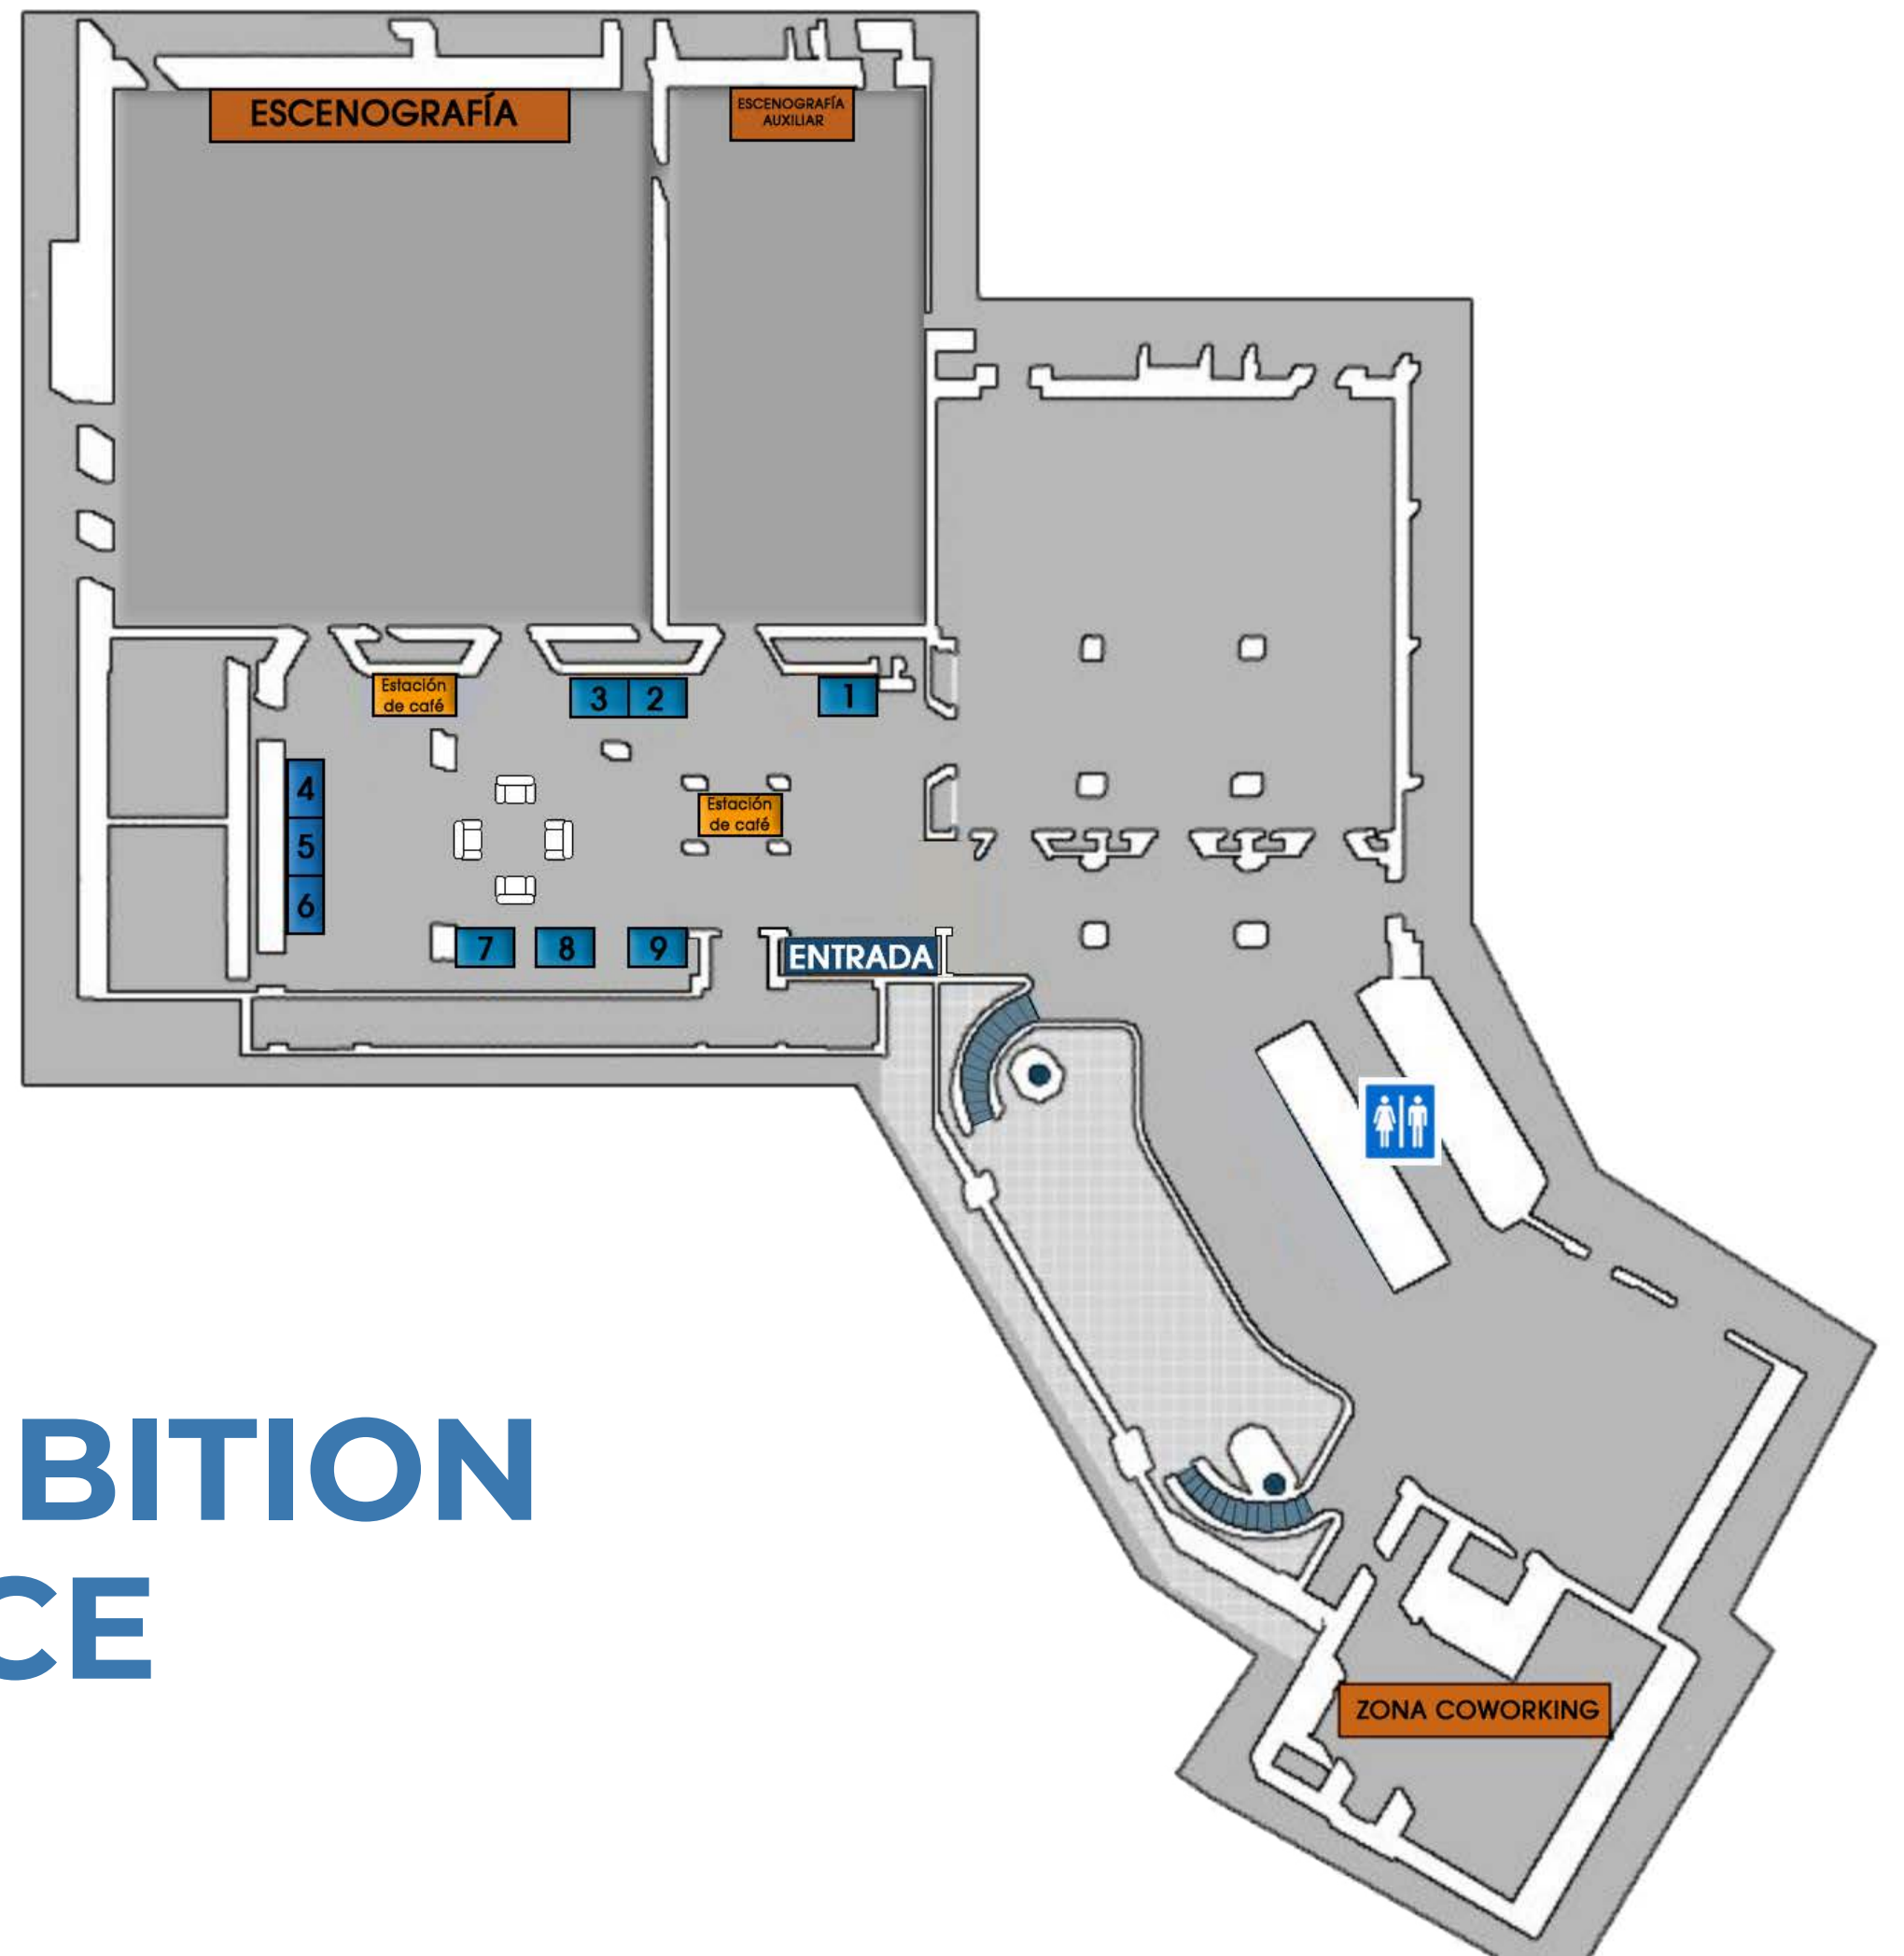 ESCENOGRAFÍA
ESCENOGRAFÍA
AUXILIAR
Estación
de café
3 2
1
4
5
6
Estación
de café
7 8 9
ENTRADA
BITION
CE
ZONA COWORKING